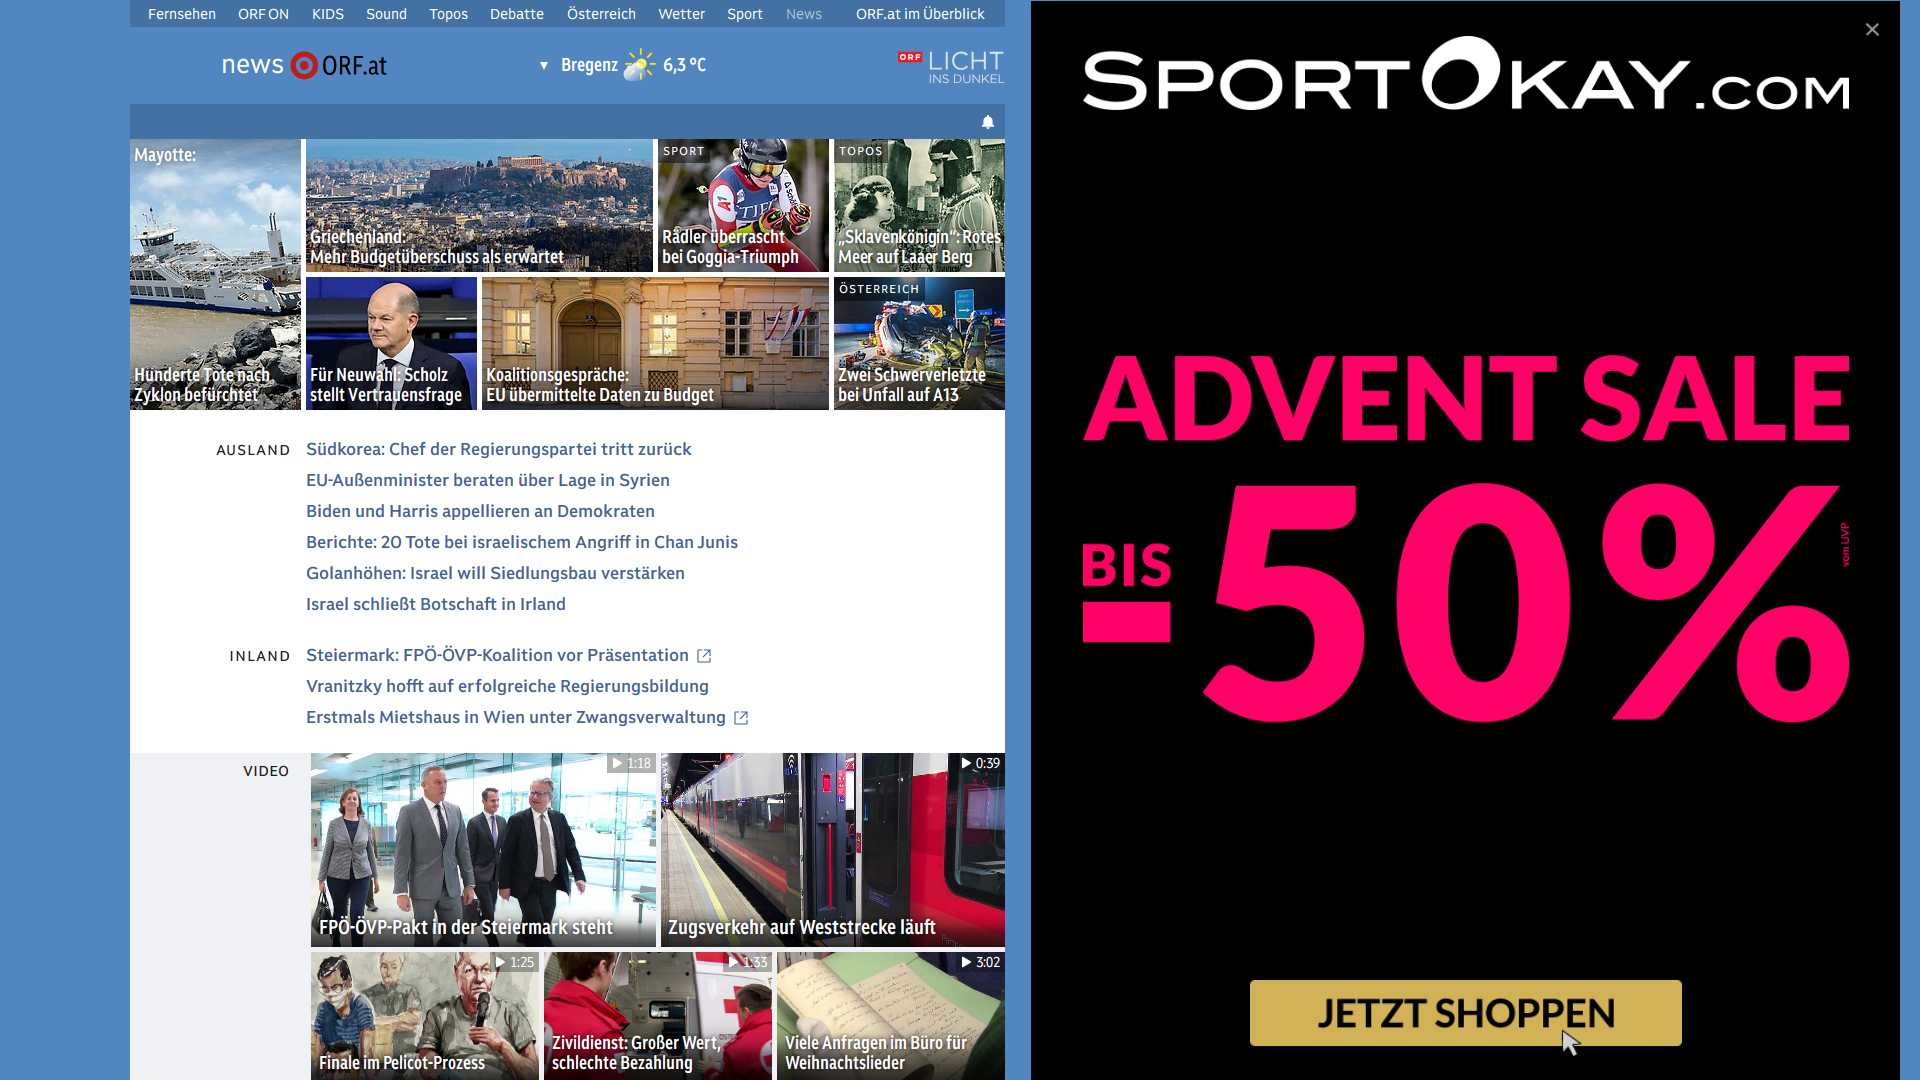 Fernsehen ORF ON KIDS Sound Topos Debatte Österreich Wetter Sport News ORF.at im Überblick
news ORF.at
Bregenz 6,3 °C
ORF LICHT
INS DUNKEL
Mayotte:
Hunderte Tote nach
Zyklon befürchtet
Griechenland:
Mehr Budgetüberschuss als erwartet
SPORT
Rädler überrascht
bei Goggia-Triumph
TOPOS
„Sklavenkönigin“: Rotes
Meer auf Laaer Berg
Für Neuwahl: Scholz
stellt Vertrauensfrage
Koalitionsgespräche:
EU übermittelte Daten zu Budget
ÖSTERREICH
Zwei Schwerverletzte
bei Unfall auf A13
AUSLAND
Südkorea: Chef der Regierungspartei tritt zurück
EU-Außenminister beraten über Lage in Syrien
Biden und Harris appellieren an Demokraten
Berichte: 20 Tote bei israelischem Angriff in Chan Junis
Golanhöhen: Israel will Siedlungsbau verstärken
Israel schließt Botschaft in Irland
INLAND
Steiermark: FPÖ-ÖVP-Koalition vor Präsentation
Vranitzky hofft auf erfolgreiche Regierungsbildung
Erstmals Mietshaus in Wien unter Zwangsverwaltung
VIDEO
1:18
FPÖ-ÖVP-Pakt in der Steiermark steht
0:39
Zugsverkehr auf Weststrecke läuft
1:25
Finale im Pelicot-Prozess
1:33
Zivildienst: Großer Wert,
schlechte Bezahlung
3:02
Viele Anfragen im Büro für
Weihnachtslieder
SPORTOKAY.COM
ADVENT SALE
BIS
-50%
vom UVP
JETZT SHOPPEN